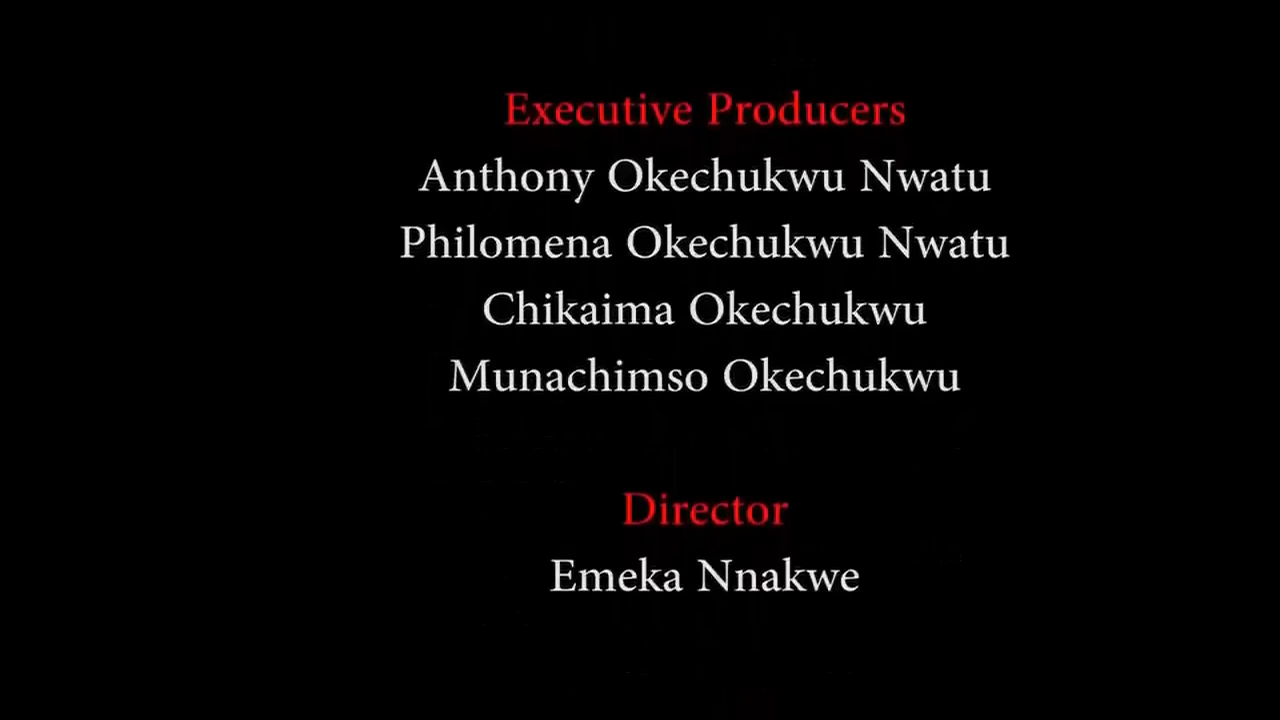 Executive Producers
Anthony Okechukwu Nwatu
Philomena Okechukwu Nwatu
Chikaima Okechukwu
Munachimso Okechukwu
Director
Emeka Nnakwe